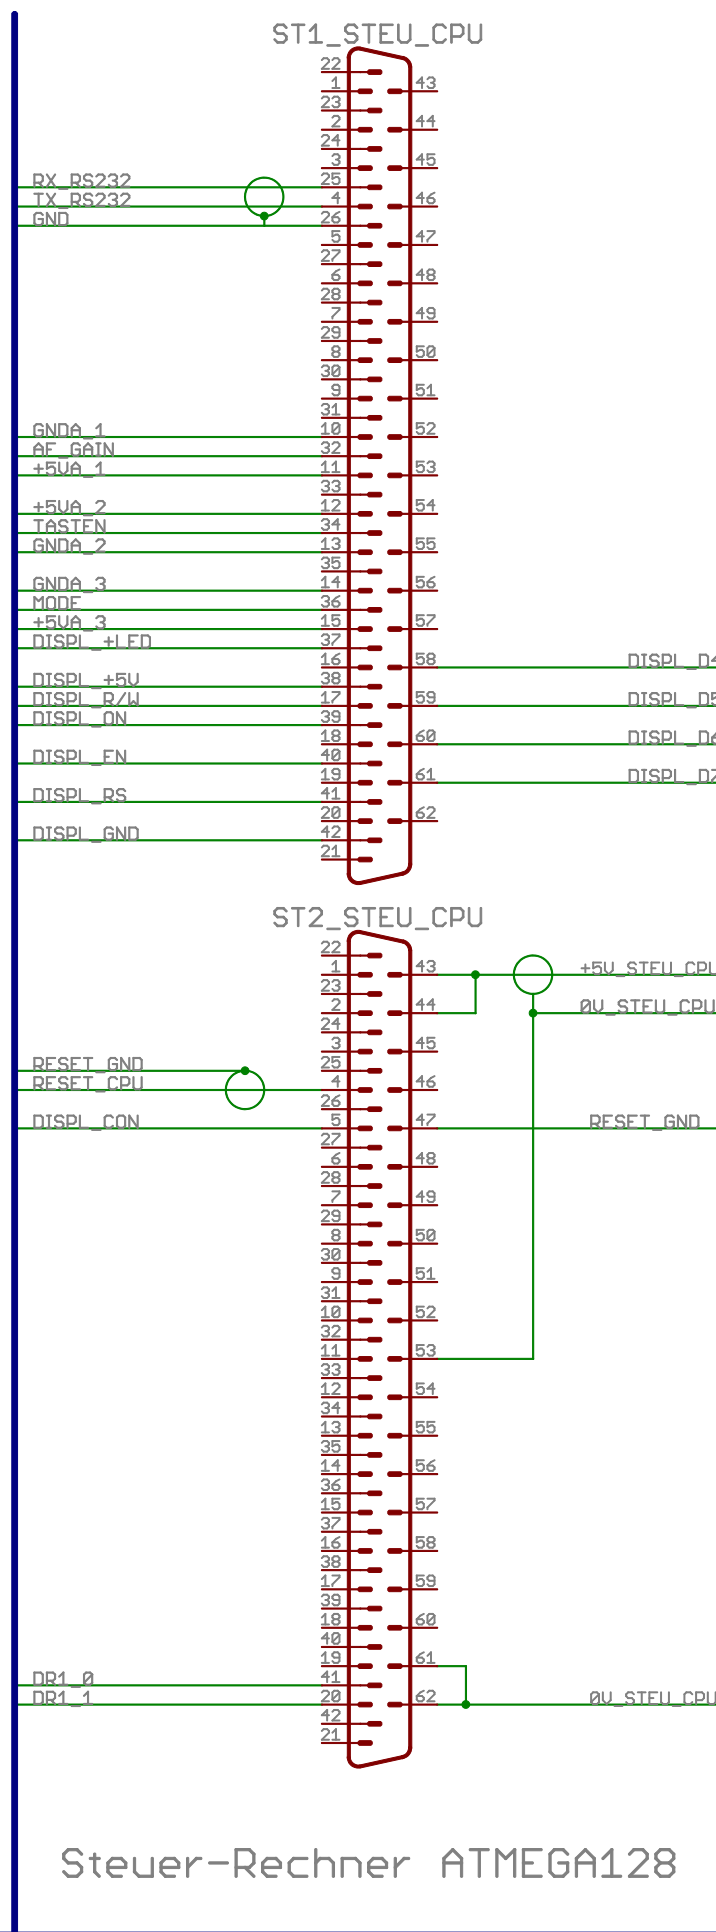 ST1_STEU_CPU
22
1 43
23
2 44
24
3 45
RX_RS232 25
TX_RS232 4 46
GND 26
5 47
27
6 48
28
7 49
29
8 50
30
9 51
31
GNDA_1 10 52
AF_GAIN 32
+5VA_1 11 53
33
+5VA_2 12 54
TASTEN 34
GNDA_2 13 55
35
GNDA_3 14 56
MODE 36
+5VA_3 15 57
DISPL_+LED 37
16 58 DISPL_D4
DISPL_+5V 38
DISPL_R/W 17 59 DISPL_D5
DISPL_ON 39
18 60 DISPL_D6
DISPL_EN 40
19 61 DISPL_D7
DISPL_RS 41
20 62
DISPL_GND 42
21
ST2_STEU_CPU
22
1 43 +5V_STEU_CPU
23
2 44 0V_STEU_CPU
24
3 45
RESET_GND 25
RESET_CPU 4 46
26
DISPL_CON 5 47 RESET_GND
27
6 48
28
7 49
29
8 50
30
9 51
31
10 52
32
11 53
33
12 54
34
13 55
35
14 56
36
15 57
37
16 58
38
17 59
39
18 60
40
19 61
DR1_0 41
DR1_1 20 62 0V_STEU_CPU
42
21
Steuer-Rechner ATMEGA128